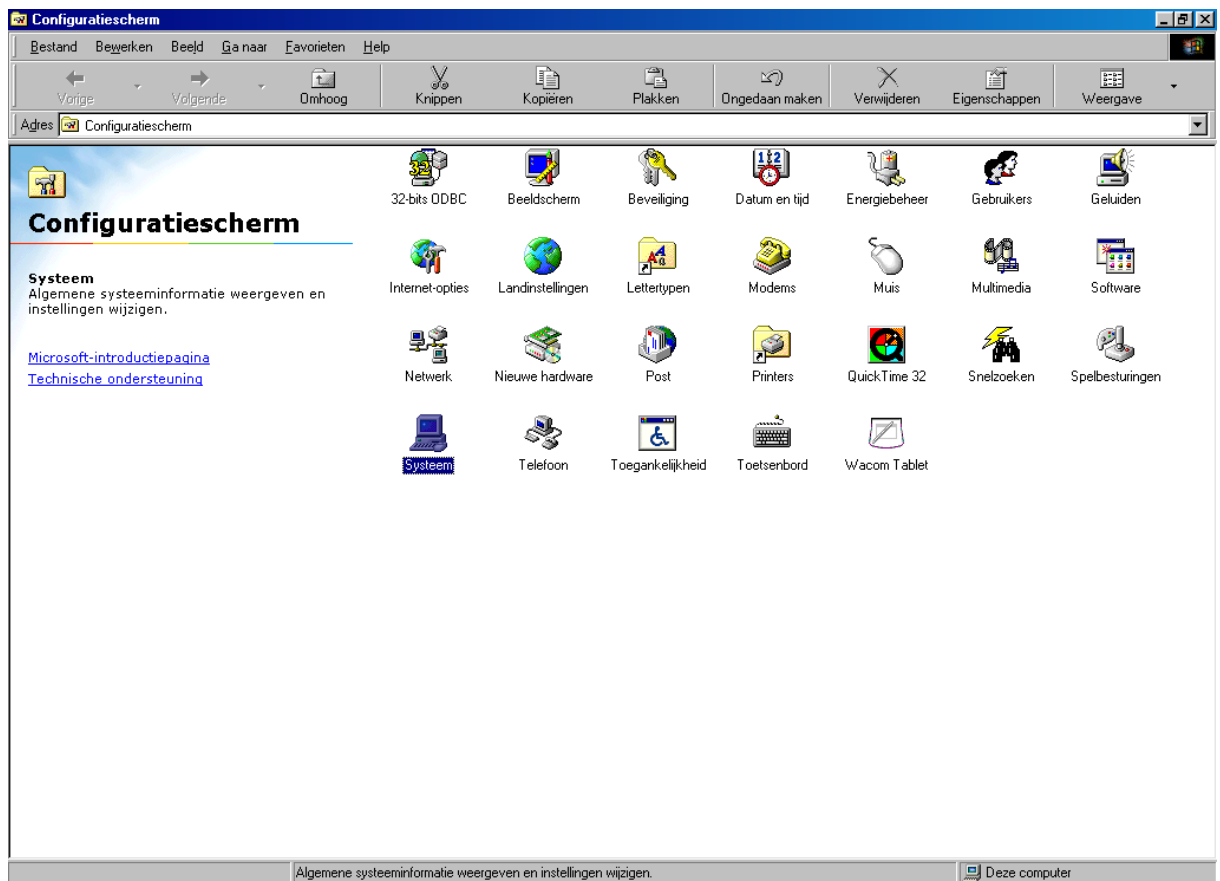 Configuratiescherm
Bestand Bewerken Beeld Ga naar Favorieten Help
Vorige Volgende Omhoog Knippen Kopiëren Plakken Ongedaan maken Verwijderen Eigenschappen Weergave
Adres Configuratiescherm
Configuratiescherm
Systeem
Algemene systeeminformatie weergeven en
instellingen wijzigen.
Microsoft-introductiepagina
Technische ondersteuning
32-bits ODBC Beeldscherm Beveiliging Datum en tijd Energiebeheer Gebruikers Geluiden
Internet-opties Landinstellingen Lettertypen Modems Muis Multimedia Software
Netwerk Nieuwe hardware Post Printers QuickTime 32 Snelzoeken Spelbesturingen
Systeem Telefoon Toegankelijkheid Toetsenbord Wacom Tablet
Algemene systeeminformatie weergeven en instellingen wijzigen. Deze computer